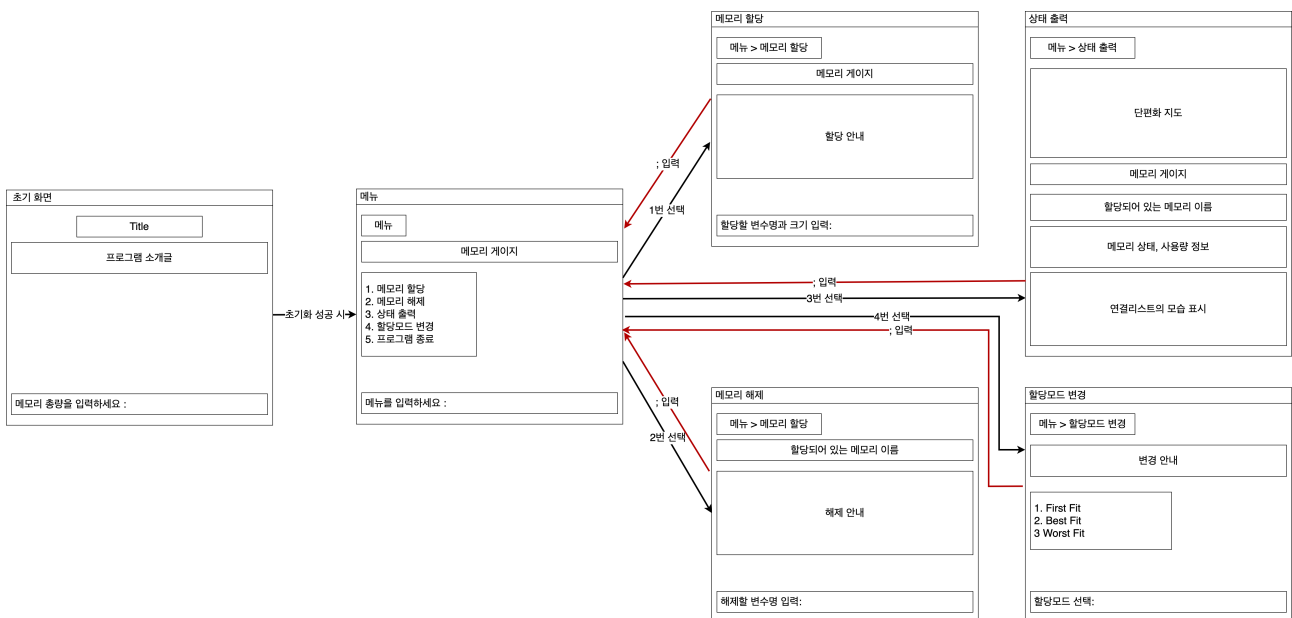 초기 화면
Title
프로그램 소개글
메모리 총량을 입력하세요 :
초기화 성공 시
메뉴
메뉴
메모리 게이지
1. 메모리 할당
2. 메모리 해제
3. 상태 출력
4. 할당모드 변경
5. 프로그램 종료
메뉴를 입력하세요 :
; 입력
1번 선택
; 입력
3번 선택
4번 선택
; 입력
; 입력
2번 선택
메모리 할당
메뉴 > 메모리 할당
메모리 게이지
할당 안내
할당할 변수명과 크기 입력:
상태 출력
메뉴 > 상태 출력
단편화 지도
메모리 게이지
할당되어 있는 메모리 이름
메모리 상태, 사용량 정보
연결리스트의 모습 표시
메모리 해제
메뉴 > 메모리 할당
할당되어 있는 메모리 이름
해제 안내
해제할 변수명 입력:
할당모드 변경
메뉴 > 할당모드 변경
변경 안내
1. First Fit
2. Best Fit
3 Worst Fit
할당모드 선택: